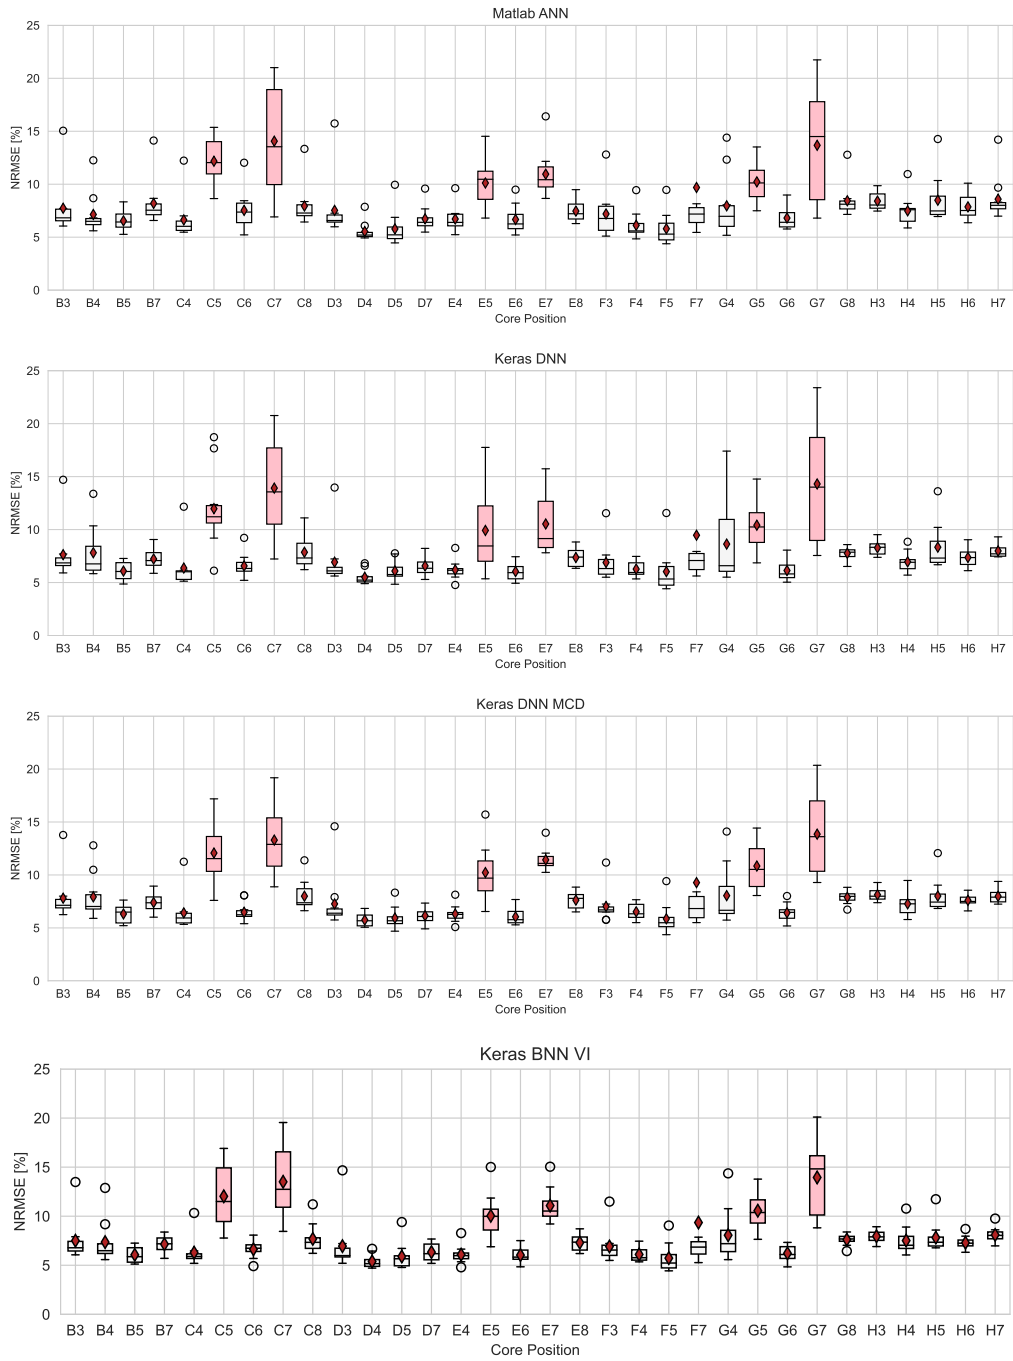 Matlab ANN
25
20
15
10
5
0
NRMSE [%]
B3 B4 B5 B7 C4 C5 C6 C7 C8 D3 D4 D5 D7 E4 E5 E6 E7 E8 F3 F4 F5 F7 G4 G5 G6 G7 G8 H3 H4 H5 H6 H7
Core Position
Keras DNN
25
20
15
10
5
0
NRMSE [%]
B3 B4 B5 B7 C4 C5 C6 C7 C8 D3 D4 D5 D7 E4 E5 E6 E7 E8 F3 F4 F5 F7 G4 G5 G6 G7 G8 H3 H4 H5 H6 H7
Core Position
Keras DNN MCD
25
20
15
10
5
0
NRMSE [%]
B3 B4 B5 B7 C4 C5 C6 C7 C8 D3 D4 D5 D7 E4 E5 E6 E7 E8 F3 F4 F5 F7 G4 G5 G6 G7 G8 H3 H4 H5 H6 H7
Core Position
Keras BNN VI
25
20
15
10
5
0
NRMSE [%]
B3 B4 B5 B7 C4 C5 C6 C7 C8 D3 D4 D5 D7 E4 E5 E6 E7 E8 F3 F4 F5 F7 G4 G5 G6 G7 G8 H3 H4 H5 H6 H7
Core Position